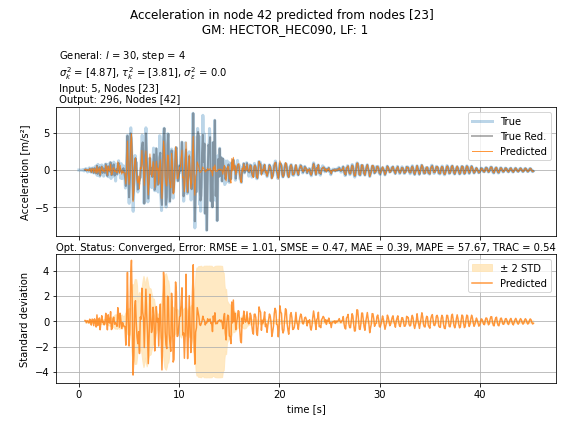 Acceleration in node 42 predicted from nodes [23]
GM: HECTOR_HEC090, LF: 1
General: l = 30, step = 4
σ²ₖ = [4.87], τ²ₖ = [3.81], σ²ε = 0.0
Input: 5, Nodes [23]
Output: 296, Nodes [42]
Acceleration [m/s²]
5
0
−5
True
True Red.
Predicted
Opt. Status: Converged, Error: RMSE = 1.01, SMSE = 0.47, MAE = 0.39, MAPE = 57.67, TRAC = 0.54
Standard deviation
4
2
0
−2
−4
± 2 STD
Predicted
0 10 20 30 40
time [s]